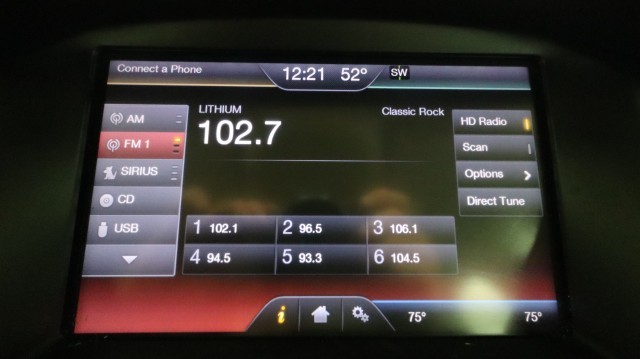 Connect a Phone
12:21 52° SW
LITHIUM
Classic Rock
102.7
AM
FM 1
SIRIUS
CD
USB
HD Radio
Scan
Options
Direct Tune
1 102.1 2 96.5 3 106.1
4 94.5 5 93.3 6 104.5
75° 75°